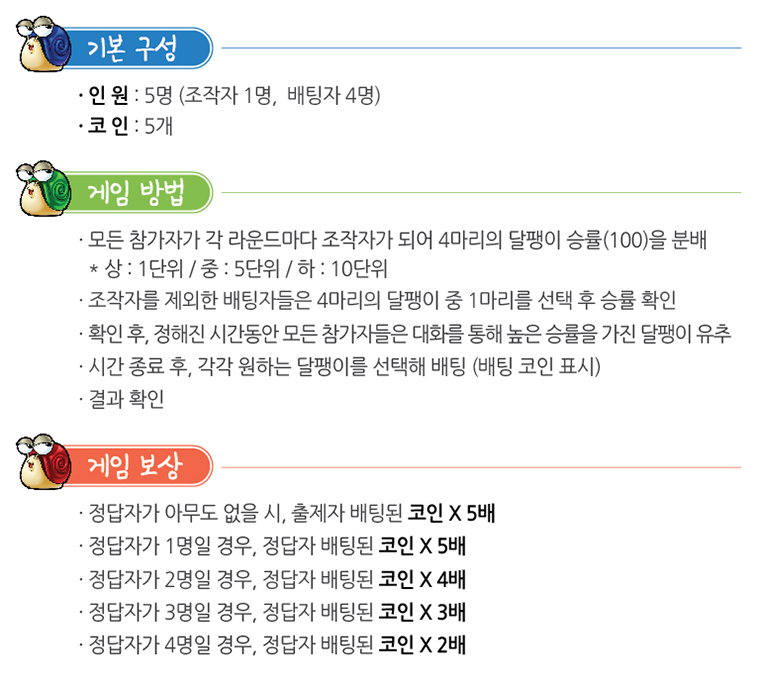 기본 구성
· 인 원 : 5명 (조작자 1명, 배팅자 4명)
· 코 인 : 5개
게임 방법
· 모든 참가자가 각 라운드마다 조작자가 되어 4마리의 달팽이 승률(100)을 분배
* 상 : 1단위 / 중 : 5단위 / 하 : 10단위
· 조작자를 제외한 배팅자들은 4마리의 달팽이 중 1마리를 선택 후 승률 확인
· 확인 후, 정해진 시간동안 모든 참가자들은 대화를 통해 높은 승률을 가진 달팽이 유추
· 시간 종료 후, 각각 원하는 달팽이를 선택해 배팅 (배팅 코인 표시)
· 결과 확인
게임 보상
· 정답자가 아무도 없을 시, 출제자 배팅된 코인 X 5배
· 정답자가 1명일 경우, 정답자 배팅된 코인 X 5배
· 정답자가 2명일 경우, 정답자 배팅된 코인 X 4배
· 정답자가 3명일 경우, 정답자 배팅된 코인 X 3배
· 정답자가 4명일 경우, 정답자 배팅된 코인 X 2배